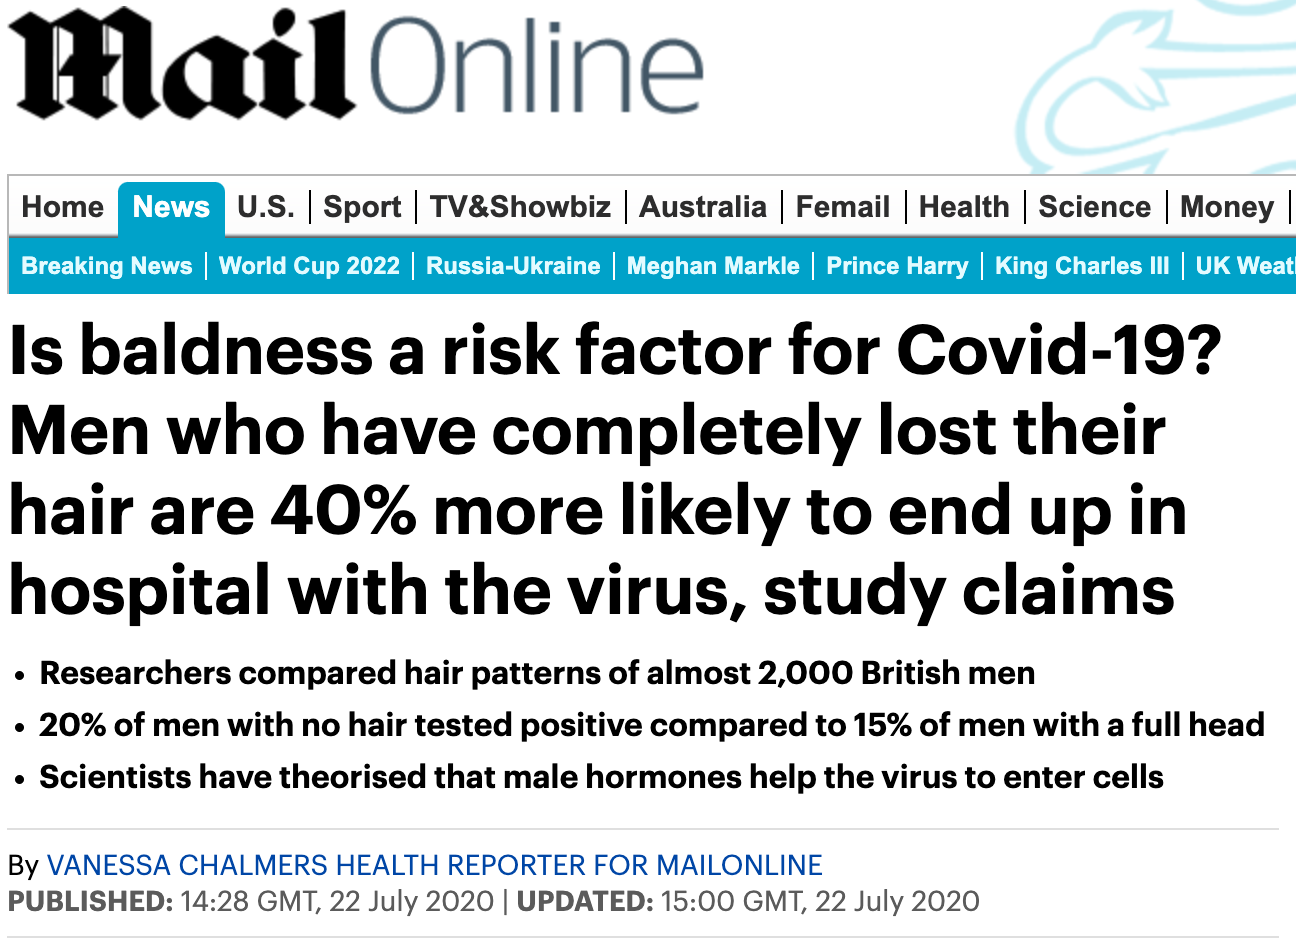 Mail Online
Home News U.S. Sport TV&Showbiz Australia Femail Health Science Money
Breaking News World Cup 2022 Russia-Ukraine Meghan Markle Prince Harry King Charles III UK
Is baldness a risk factor for Covid-19?
Men who have completely lost their
hair are 40% more likely to end up in
hospital with the virus, study claims
• Researchers compared hair patterns of almost 2,000 British men
• 20% of men with no hair tested positive compared to 15% of men with a full head
• Scientists have theorised that male hormones help the virus to enter cells
By VANESSA CHALMERS HEALTH REPORTER FOR MAILONLINE
PUBLISHED: 14:28 GMT, 22 July 2020 | UPDATED: 15:00 GMT, 22 July 2020